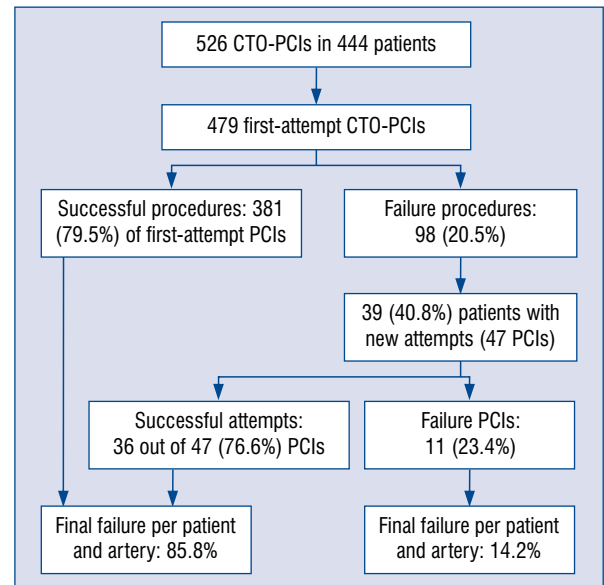 526 CTO-PCIs in 444 patients
479 first-attempt CTO-PCIs
Successful procedures: 381
(79.5%) of first-attempt PCIs
Failure procedures:
98 (20.5%)
39 (40.8%) patients with
new attempts (47 PCIs)
Successful attempts:
36 out of 47 (76.6%) PCIs
Failure PCIs:
11 (23.4%)
Final failure per patient
and artery: 85.8%
Final failure per patient
and artery: 14.2%